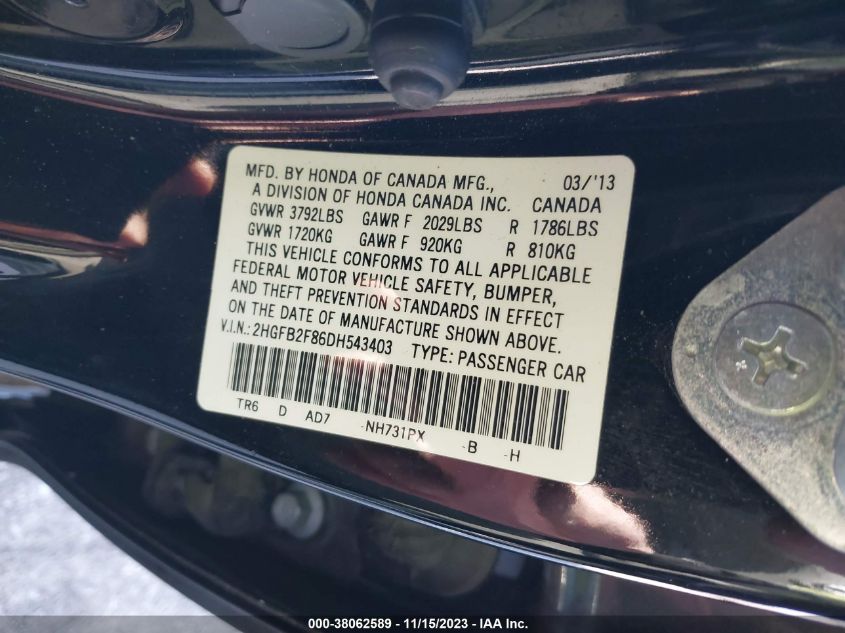 MFD. BY HONDA OF CANADA MFG., 03/'13
A DIVISION OF HONDA CANADA INC. CANADA
GVWR 3792LBS GAWR F 2029LBS R 1786LBS
GVWR 1720KG GAWR F 920KG R 810KG
THIS VEHICLE CONFORMS TO ALL APPLICABLE
FEDERAL MOTOR VEHICLE SAFETY, BUMPER,
AND THEFT PREVENTION STANDARDS IN EFFECT
ON THE DATE OF MANUFACTURE SHOWN ABOVE.
V.I.N.: 2HGFB2F86DH543403 TYPE: PASSENGER CAR
TR6 D AD7 -NH731PX -B -H
000-38062589 - 11/15/2023 - IAA Inc.